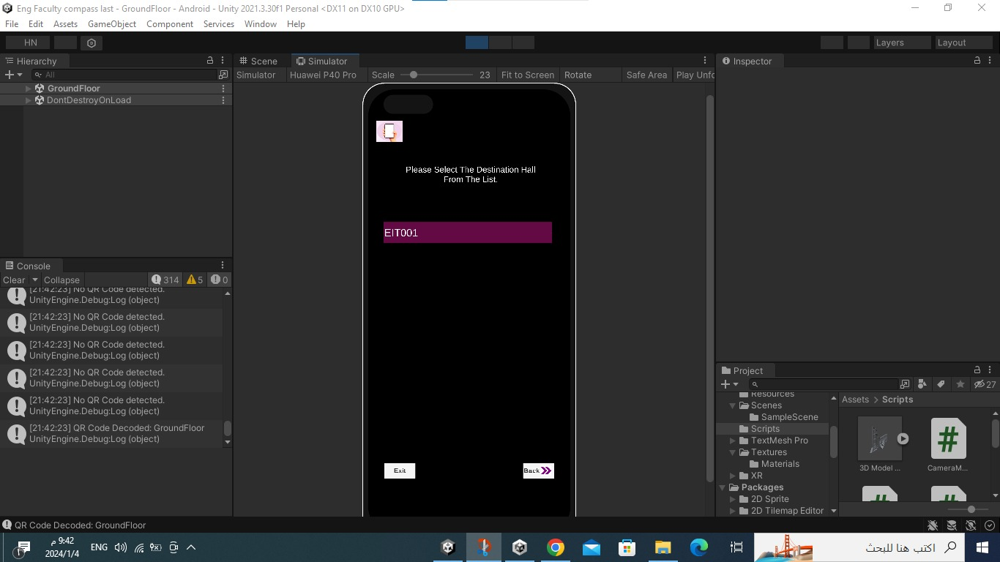 Eng Faculty compass last - GroundFloor - Android - Unity 2021.3.30f1 Personal <DX11 on DX10 GPU>
File Edit Assets GameObject Component Services Window Help
HN
Layers
Layout
Hierarchy
All
GroundFloor
DontDestroyOnLoad
Scene
Simulator
Simulator
Huawei P40 Pro
Scale
23
Fit to Screen
Rotate
Safe Area
Play Unfo
Please Select The Destination Hall
From The List.
EIT001
Exit
Back
Inspector
Console
Clear
Collapse
314
5
0
[21:42:23] No QR Code detected.
UnityEngine.Debug:Log (object)
[21:42:23] No QR Code detected.
UnityEngine.Debug:Log (object)
[21:42:23] No QR Code detected.
UnityEngine.Debug:Log (object)
[21:42:23] No QR Code detected.
UnityEngine.Debug:Log (object)
[21:42:23] No QR Code detected.
UnityEngine.Debug:Log (object)
[21:42:23] QR Code Decoded: GroundFloor
UnityEngine.Debug:Log (object)
Project
27
Resources
Scenes
SampleScene
Scripts
TextMesh Pro
Textures
Materials
XR
Packages
2D Sprite
2D Tilemap Editor
Assets > Scripts
3D Model ...
CameraM...
QR Code Decoded: GroundFloor
1
9:42 م
2024/1/4
ENG
اكتب هنا للبحث